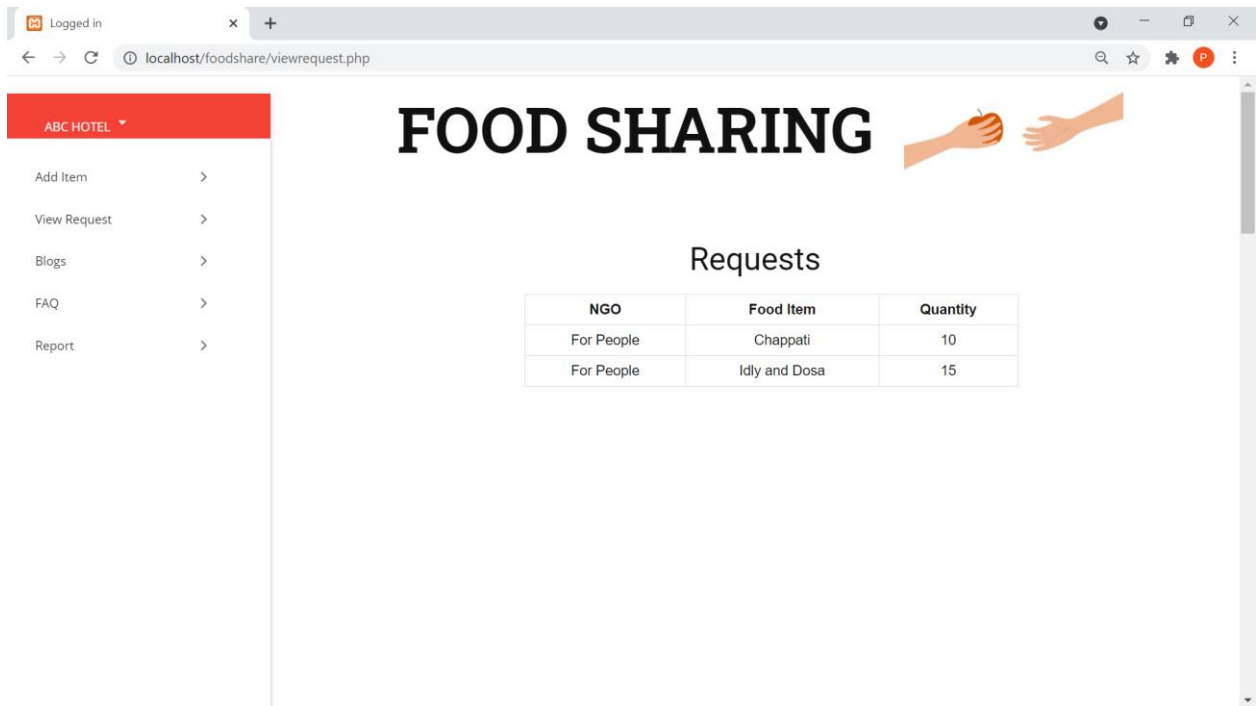 Logged in
localhost/foodshare/viewrequest.php
P
ABC HOTEL
FOOD SHARING
Add Item
View Request
Blogs
FAQ
Report
Requests
NGO Food Item Quantity
For People Chappati 10
For People Idly and Dosa 15